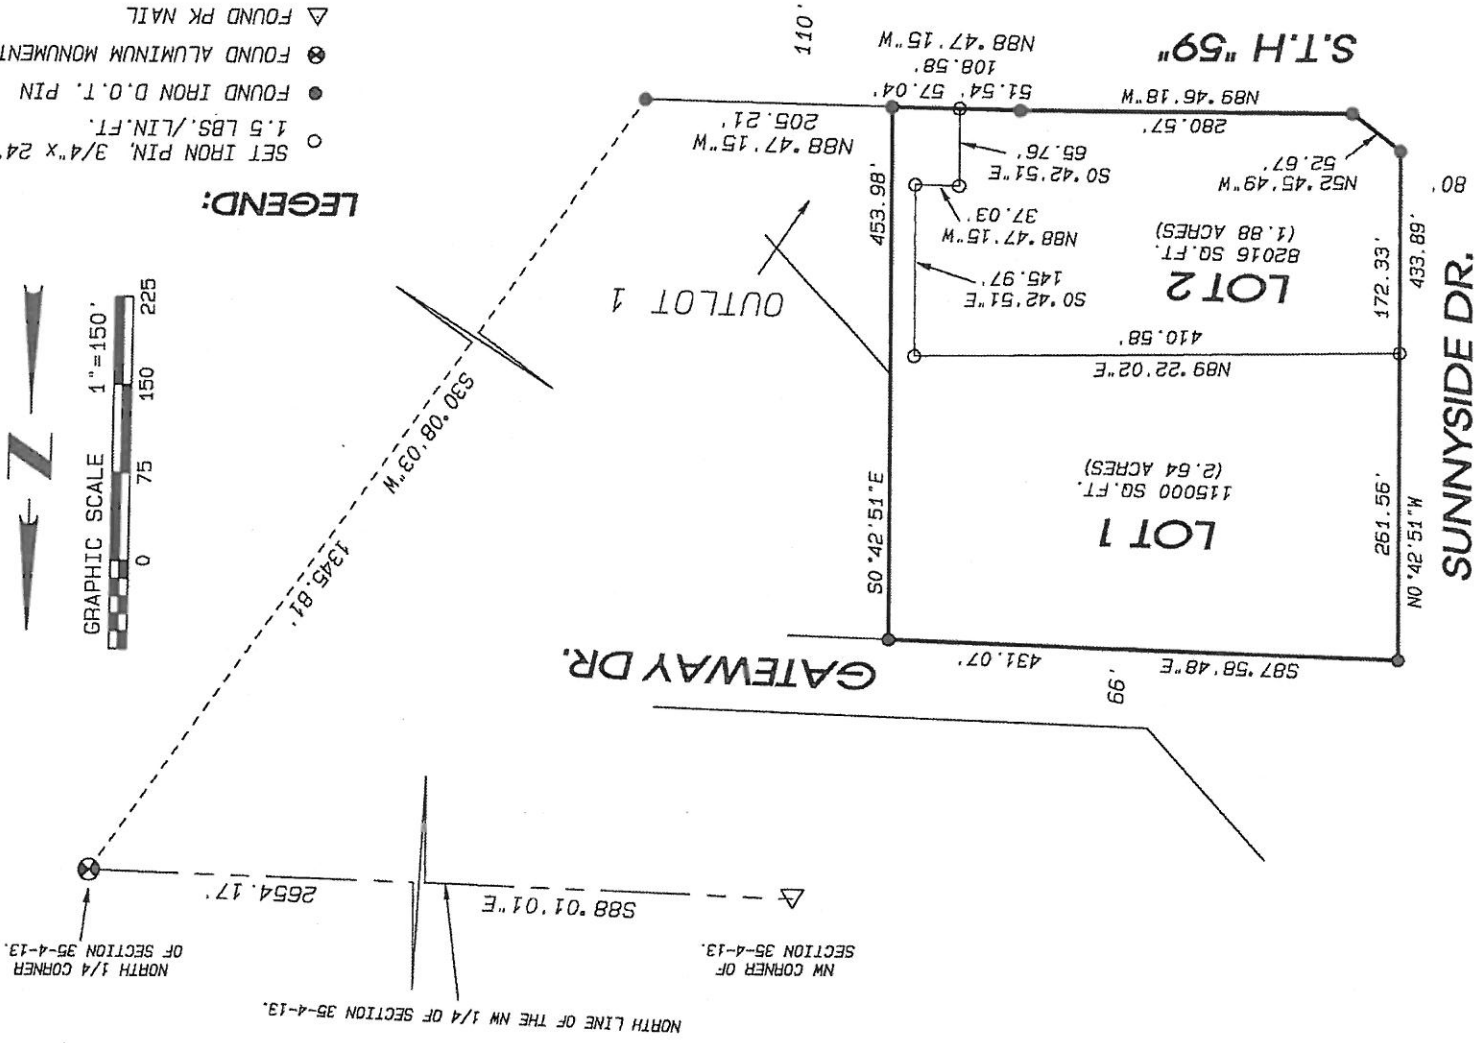 NORTH LINE OF THE NW 1/4 OF SECTION 35-4-13.
NW CORNER OF
SECTION 35-4-13.
NORTH 1/4 CORNER
OF SECTION 35-4-13.
S88°01'01"E
2654.17'
66'
GATEWAY DR.
S87°58'48"E
431.07'
1345.81'
S30°08'03"W
GRAPHIC SCALE 1"=150'
0
75
150
225
N
SUNNYSIDE DR.
N0°42'51"W
261.56'
433.89'
172.33'
80'
LOT 1
115000 SQ.FT.
(2.64 ACRES)
S0°42'51"E
453.98'
N89°22'02"E
410.58'
LOT 2
82016 SQ.FT.
(1.88 ACRES)
S0°42'51"E
145.97'
N88°47'15"W
37.03'
S0°42'51"E
65.76'
N52°45'49"W
52.67'
280.57'
N89°46'18"W
51.54'
57.04'
108.58'
N88°47'15"W
OUTLOT 1
N88°47'15"W
205.21'
S.T.H "59"
110'
LEGEND:
SET IRON PIN, 3/4"x 24"
1.5 LBS./LIN.FT.
FOUND IRON D.O.T. PIN
FOUND ALUMINUM MONUMENT
FOUND PK NAIL